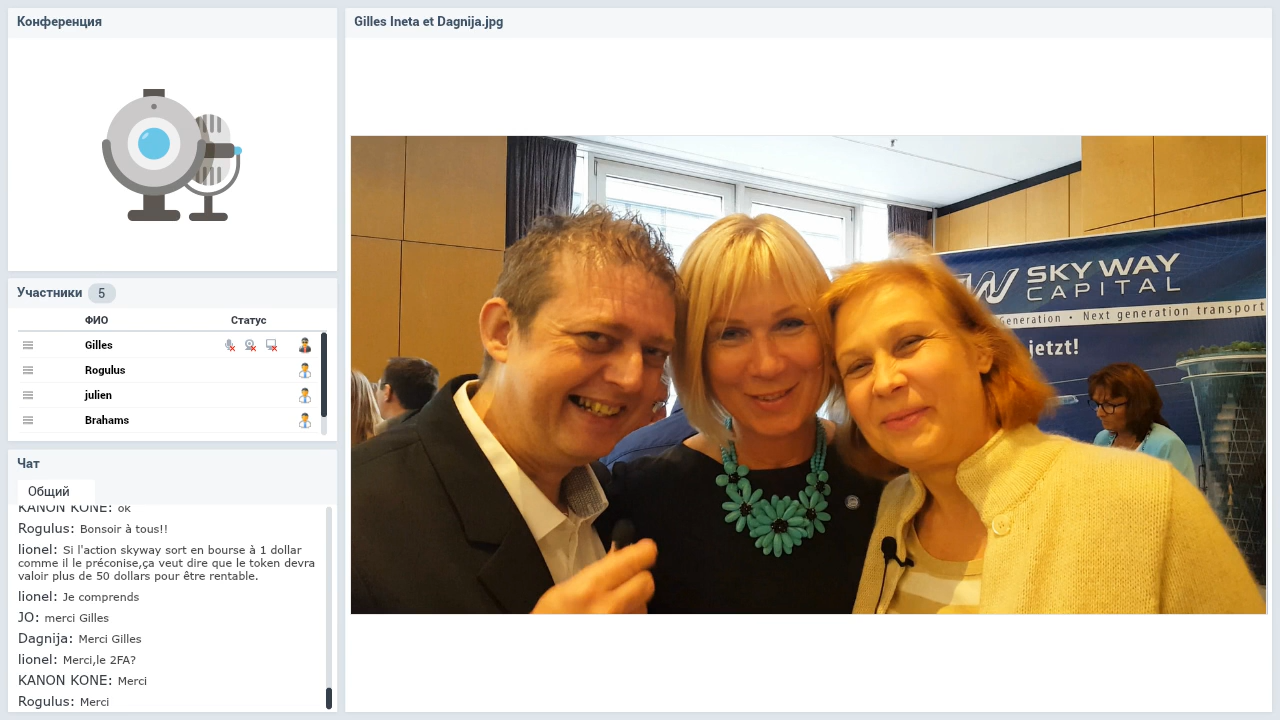 Конференция
Gilles Ineta et Dagnija.jpg
Участники 5
ФИО Статус
Gilles
Rogulus
julien
Brahams
Чат
Общий
KANON KONE: ok
Rogulus: Bonsoir à tous!!
lionel: Si l'action skyway sort en bourse à 1 dollar
comme il le préconise,ça veut dire que le token devra
valoir plus de 50 dollars pour être rentable.
lionel: Je comprends
JO: merci Gilles
Dagnija: Merci Gilles
lionel: Merci,le 2FA?
KANON KONE: Merci
Rogulus: Merci
SKY WAY
CAPITAL
Generation • Next generation transport
jetzt!